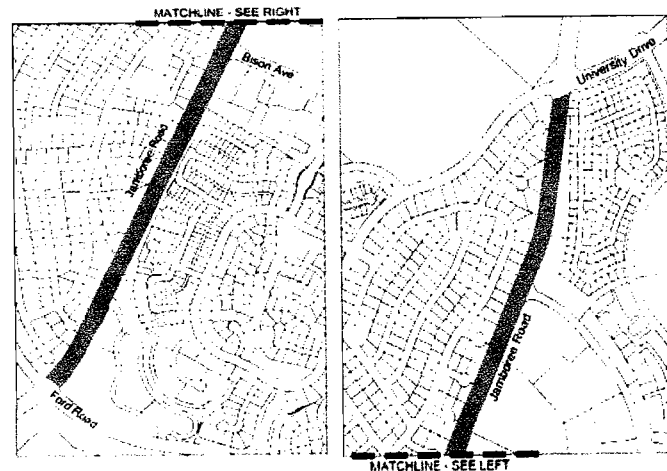 MATCHLINE - SEE RIGHT
Bison Ave
Jamboree Road
Ford Road
University Drive
Jamboree Road
MATCHLINE - SEE LEFT